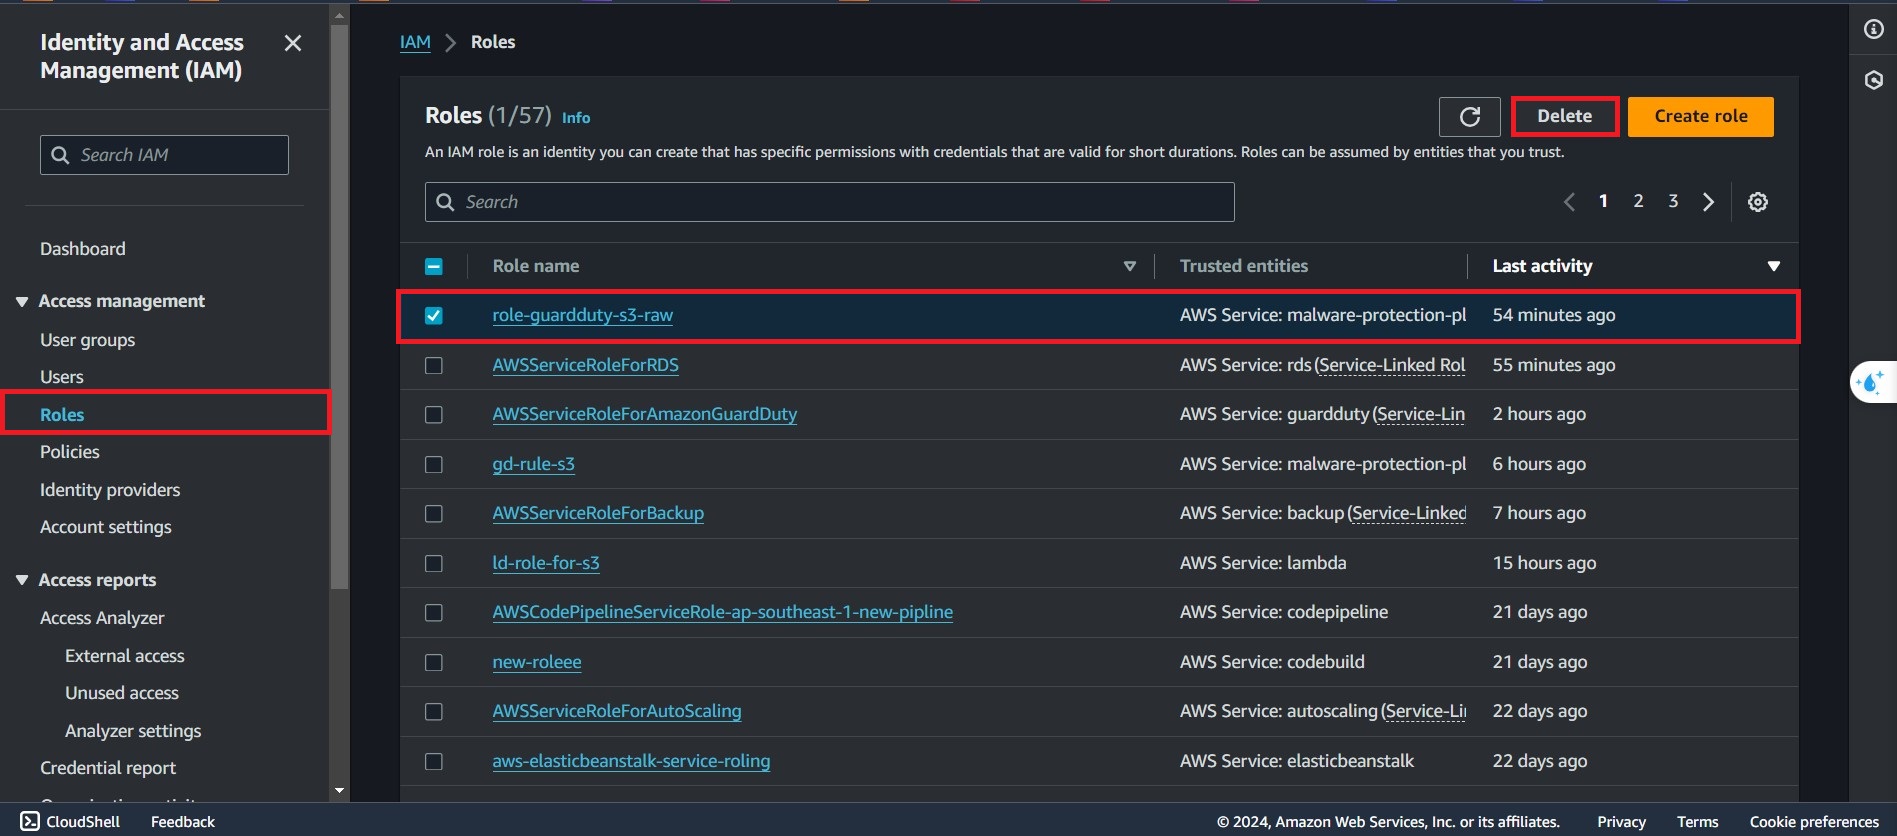 Identity and Access
Management (IAM)
Search IAM
Dashboard
Access management
User groups
Users
Roles
Policies
Identity providers
Account settings
Access reports
Access Analyzer
External access
Unused access
Analyzer settings
Credential report
IAM > Roles
Roles (1/57) Info
Delete
Create role
An IAM role is an identity you can create that has specific permissions with credentials that are valid for short durations. Roles can be assumed by entities that you trust.
Search
1 2 3
Role name Trusted entities Last activity
role-guardduty-s3-raw AWS Service: malware-protection-pl 54 minutes ago
AWSServiceRoleForRDS AWS Service: rds (Service-Linked Rol 55 minutes ago
AWSServiceRoleForAmazonGuardDuty AWS Service: guardduty (Service-Lin 2 hours ago
gd-rule-s3 AWS Service: malware-protection-pl 6 hours ago
AWSServiceRoleForBackup AWS Service: backup (Service-Linked 7 hours ago
ld-role-for-s3 AWS Service: lambda 15 hours ago
AWSCodePipelineServiceRole-ap-southeast-1-new-pipline AWS Service: codepipeline 21 days ago
new-roleee AWS Service: codebuild 21 days ago
AWSServiceRoleForAutoScaling AWS Service: autoscaling (Service-Li 22 days ago
aws-elasticbeanstalk-service-roling AWS Service: elasticbeanstalk 22 days ago
CloudShell Feedback © 2024, Amazon Web Services, Inc. or its affiliates. Privacy Terms Cookie preferences